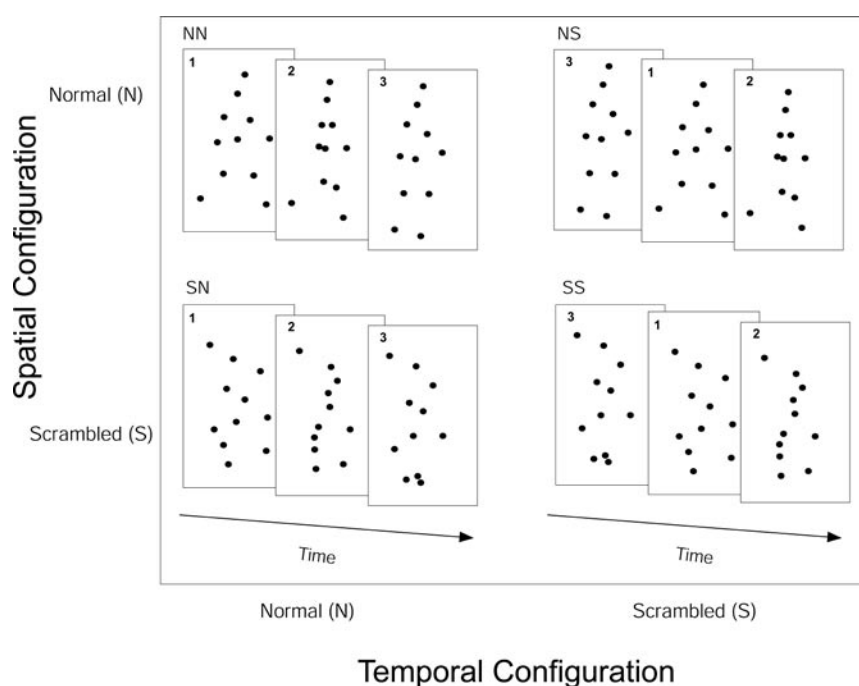 NN
1
2
3
NS
3
1
2
Normal (N)
Spatial Configuration
SN
1
2
3
SS
3
1
2
Scrambled (S)
Time
Time
Normal (N)
Scrambled (S)
Temporal Configuration